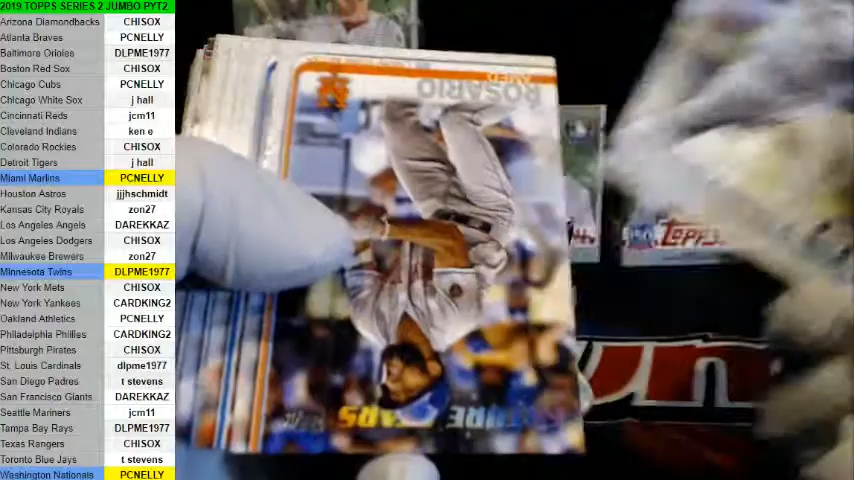 2019 TOPPS SERIES 2 JUMBO PYT2
Arizona Diamondbacks CHISOX
Atlanta Braves PCNELLY
Baltimore Orioles DLPME1977
Boston Red Sox CHISOX
Chicago Cubs PCNELLY
Chicago White Sox j hall
Cincinnati Reds jcm11
Cleveland Indians ken e
Colorado Rockies CHISOX
Detroit Tigers j hall
Miami Marlins PCNELLY
Houston Astros jjjhschmidt
Kansas City Royals zon27
Los Angeles Angels DAREKKAZ
Los Angeles Dodgers CHISOX
Milwaukee Brewers zon27
Minnesota Twins DLPME1977
New York Mets CHISOX
New York Yankees CARDKING2
Oakland Athletics PCNELLY
Philadelphia Phillies CARDKING2
Pittsburgh Pirates CHISOX
St. Louis Cardinals dlpme1977
San Diego Padres t stevens
San Francisco Giants DAREKKAZ
Seattle Mariners jcm11
Tampa Bay Rays DLPME1977
Texas Rangers CHISOX
Toronto Blue Jays t stevens
Washington Nationals PCNELLY
AMED
ROSARIO
FUTURE STARS
TOPPS